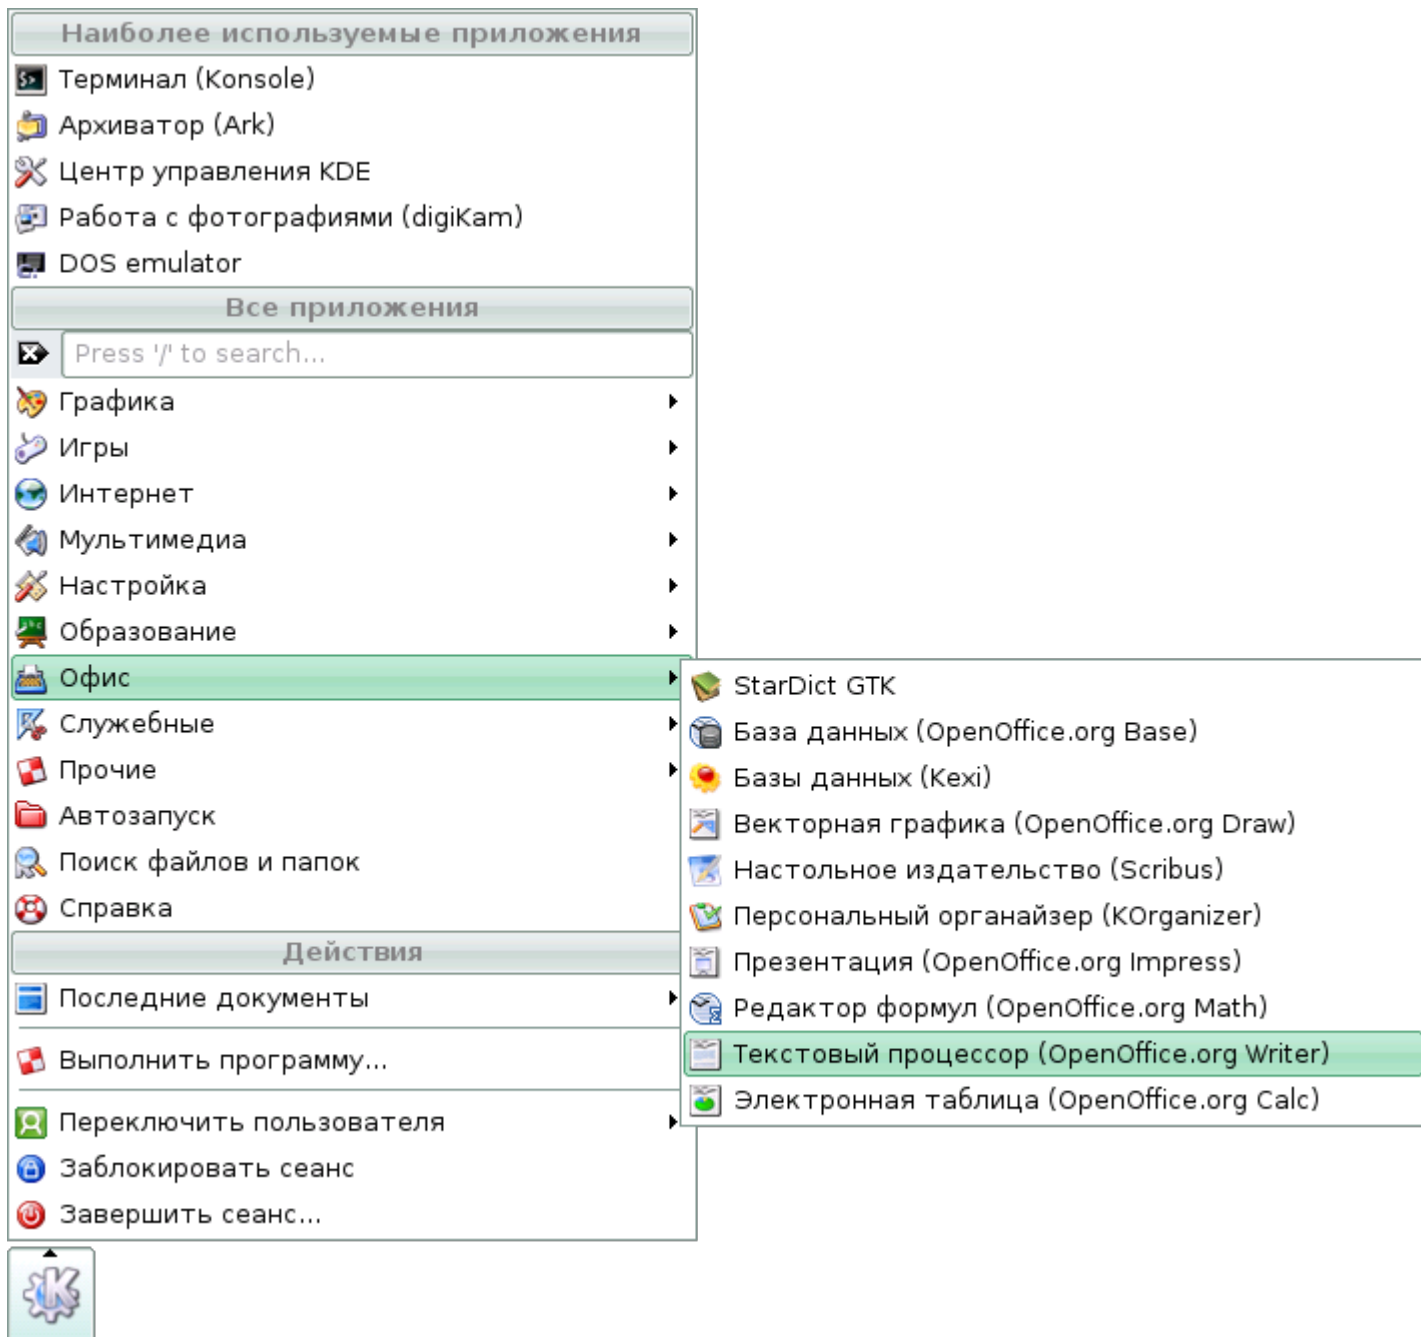 Наиболее используемые приложения
Терминал (Konsole)
Архиватор (Ark)
Центр управления KDE
Работа с фотографиями (digiKam)
DOS emulator
Все приложения
Press '/' to search...
Графика
Игры
Интернет
Мультимедиа
Настройка
Образование
Офис
Служебные
Прочие
Автозапуск
Поиск файлов и папок
Справка
Действия
Последние документы
Выполнить программу...
Переключить пользователя
Заблокировать сеанс
Завершить сеанс...
StarDict GTK
База данных (OpenOffice.org Base)
Базы данных (Kexi)
Векторная графика (OpenOffice.org Draw)
Настольное издательство (Scribus)
Персональный органайзер (KOrganizer)
Презентация (OpenOffice.org Impress)
Редактор формул (OpenOffice.org Math)
Текстовый процессор (OpenOffice.org Writer)
Электронная таблица (OpenOffice.org Calc)